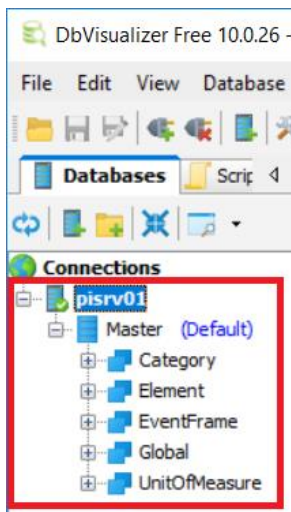 DbVisualizer Free 10.0.26 -
File Edit View Database
Databases Scrip
Connections
pisrv01
Master (Default)
Category
Element
EventFrame
Global
UnitOfMeasure